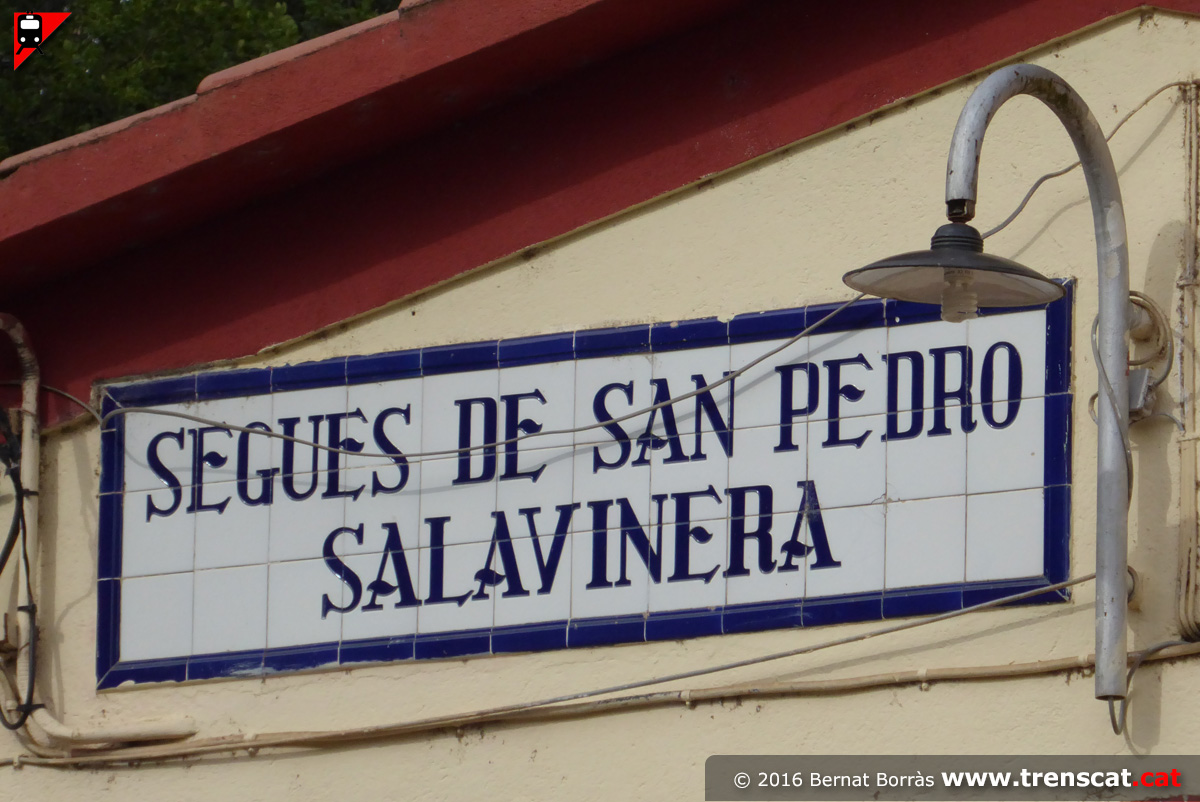 SEGUES DE SAN PEDRO
SALAVINERA
© 2016 Bernat Borràs www.trenscat.cat